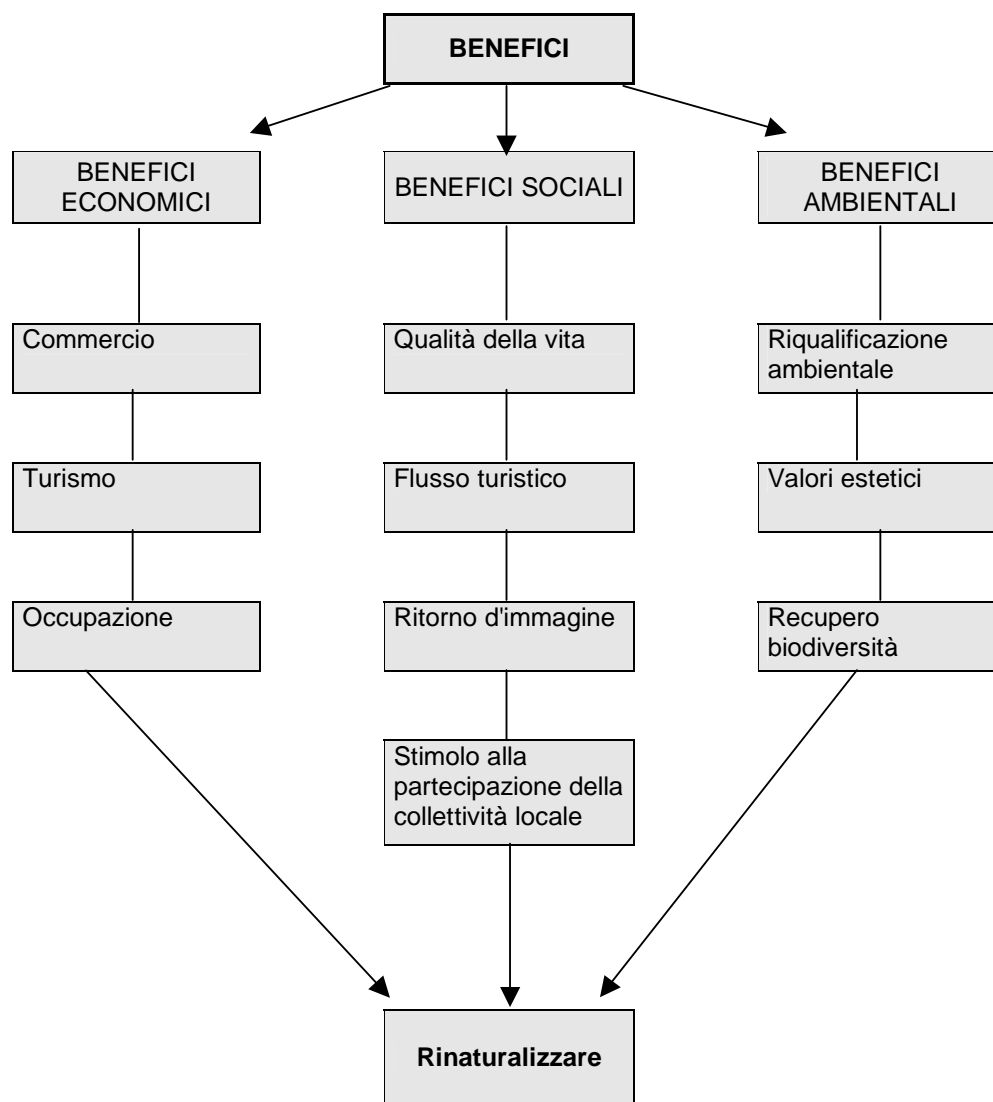 BENEFICI
BENEFICI
ECONOMICI
BENEFICI SOCIALI
BENEFICI
AMBIENTALI
Commercio
Qualità della vita
Riqualificazione
ambientale
Turismo
Flusso turistico
Valori estetici
Occupazione
Ritorno d'immagine
Recupero
biodiversità
Stimolo alla
partecipazione della
collettività locale
Rinaturalizzare